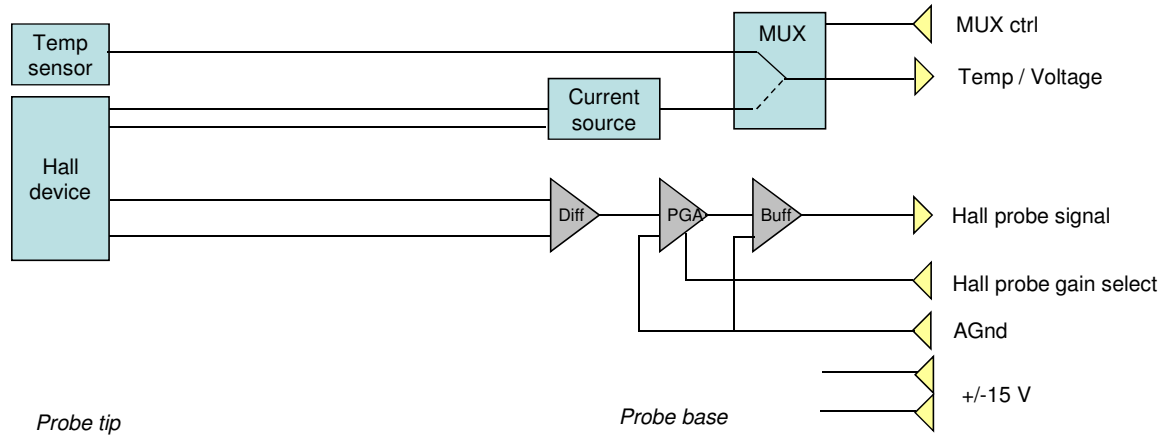 Temp
sensor
Hall
device
Current
source
MUX
Diff
PGA
Buff
MUX ctrl
Temp / Voltage
Hall probe signal
Hall probe gain select
AGnd
+/-15 V
Probe tip
Probe base